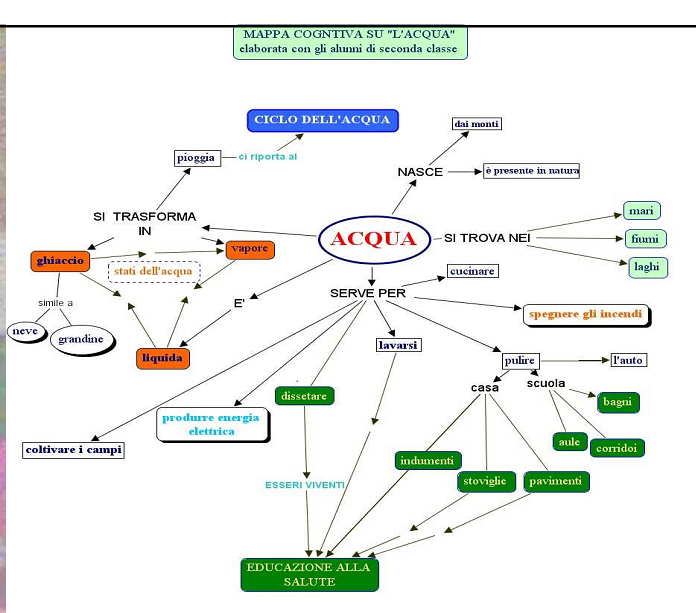 MAPPA COGNTIVA SU "L'ACQUA"
elaborata con gli alunni di seconda classe
CICLO DELL'ACQUA
dai monti
pioggia
ci riporta al
NASCE
è presente in natura
SI TRASFORMA
IN
mari
ACQUA
SI TROVA NEI
fiumi
vapore
ghiaccio
stati dell'acqua
laghi
cucinare
SERVE PER
simile a
E'
spegnere gli incendi
neve
grandine
lavarsi
liquida
pulire
l'auto
casa
scuola
dissetare
bagni
produrre energia
elettrica
coltivare i campi
aule
corridoi
indumenti
stoviglie
pavimenti
ESSERI VIVENTI
EDUCAZIONE ALLA
SALUTE